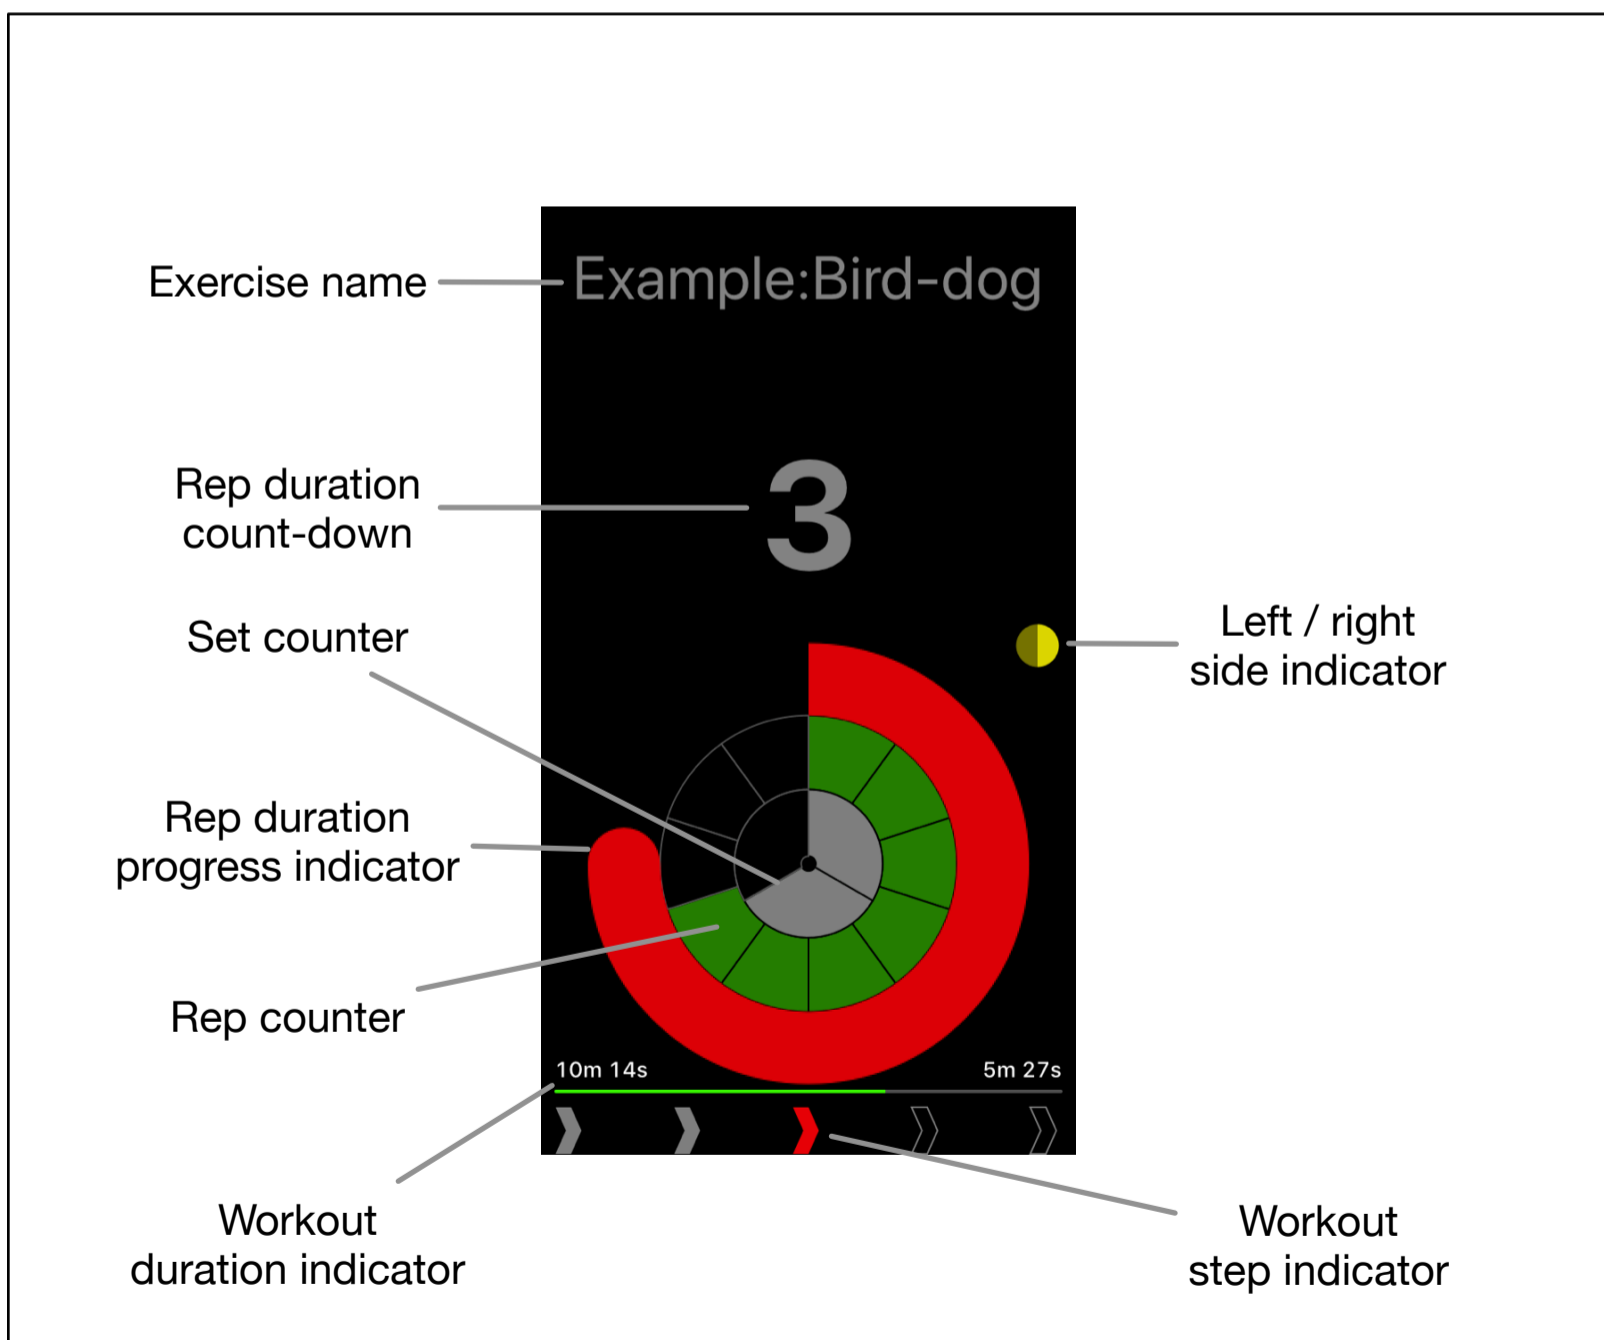 Exercise name
Example:Bird-dog
Rep duration
count-down
3
Set counter
Left / right
side indicator
Rep duration
progress indicator
Rep counter
10m 14s
5m 27s
Workout
duration indicator
Workout
step indicator